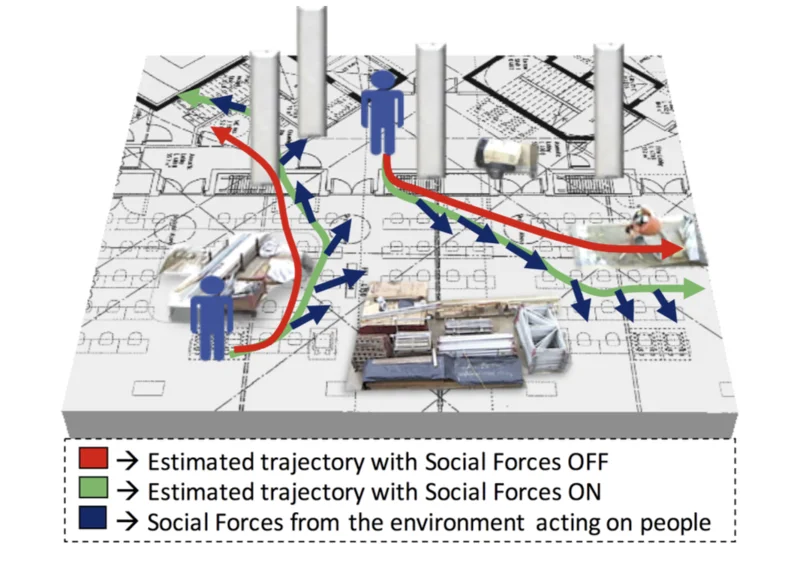 → Estimated trajectory with Social Forces OFF
→ Estimated trajectory with Social Forces ON
→ Social Forces from the environment acting on people